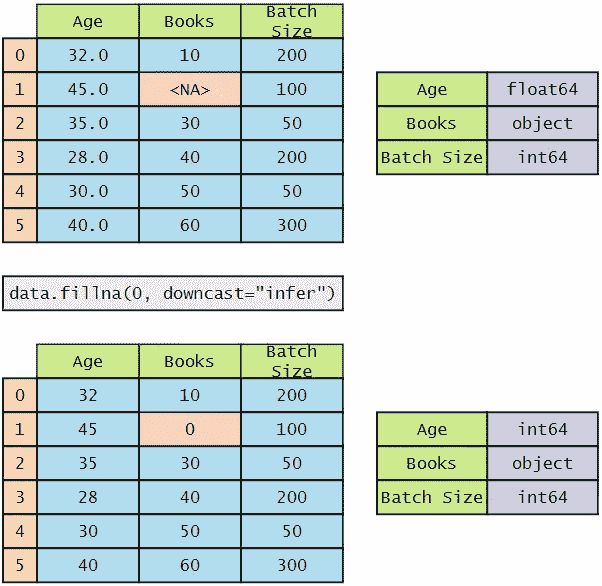 Age Books Batch Size
0 32.0 10 200
1 45.0 <NA> 100
2 35.0 30 50
3 28.0 40 200
4 30.0 50 50
5 40.0 60 300
Age float64
Books object
Batch Size int64
data.fillna(0, downcast="infer")
Age Books Batch Size
0 32 10 200
1 45 0 100
2 35 30 50
3 28 40 200
4 30 50 50
5 40 60 300
Age int64
Books object
Batch Size int64